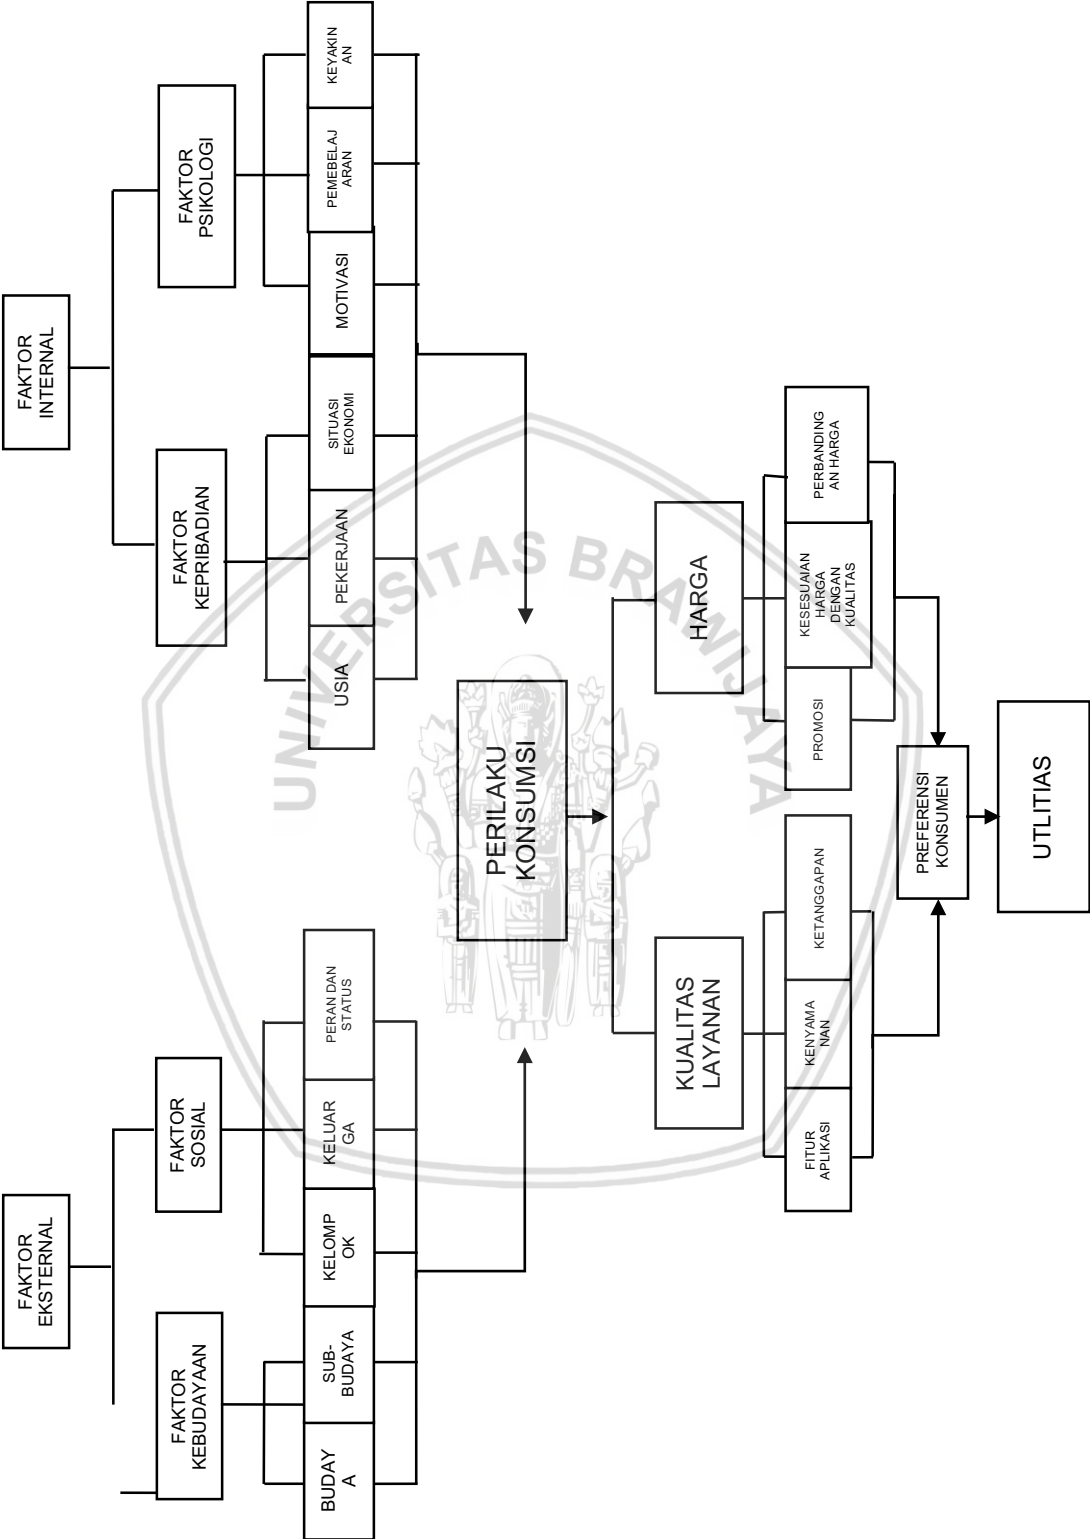 FAKTOR
EKSTERNAL
FAKTOR
INTERNAL
FAKTOR
KEBUDAYAAN
FAKTOR
SOSIAL
FAKTOR
KEPRIBADIAN
FAKTOR
PSIKOLOGI
BUDAY
A
SUB-
BUDAYA
KELOMP
OK
KELUAR
GA
PERAN DAN
STATUS
USIA
PEKERJAAN
SITUASI
EKONOMI
MOTIVASI
PEMEBELAJ
ARAN
KEYAKIN
AN
PERILAKU
KONSUMSI
KUALITAS
LAYANAN
HARGA
FITUR
APLIKASI
KENYAMA
NAN
KETANGGAPAN
PROMOSI
KESESUAIAN
HARGA
DENGAN
KUALITAS
PERBANDING
AN HARGA
PREFERENSI
KONSUMEN
UTLITIAS
UNIVERSITAS BRAWIJAYA